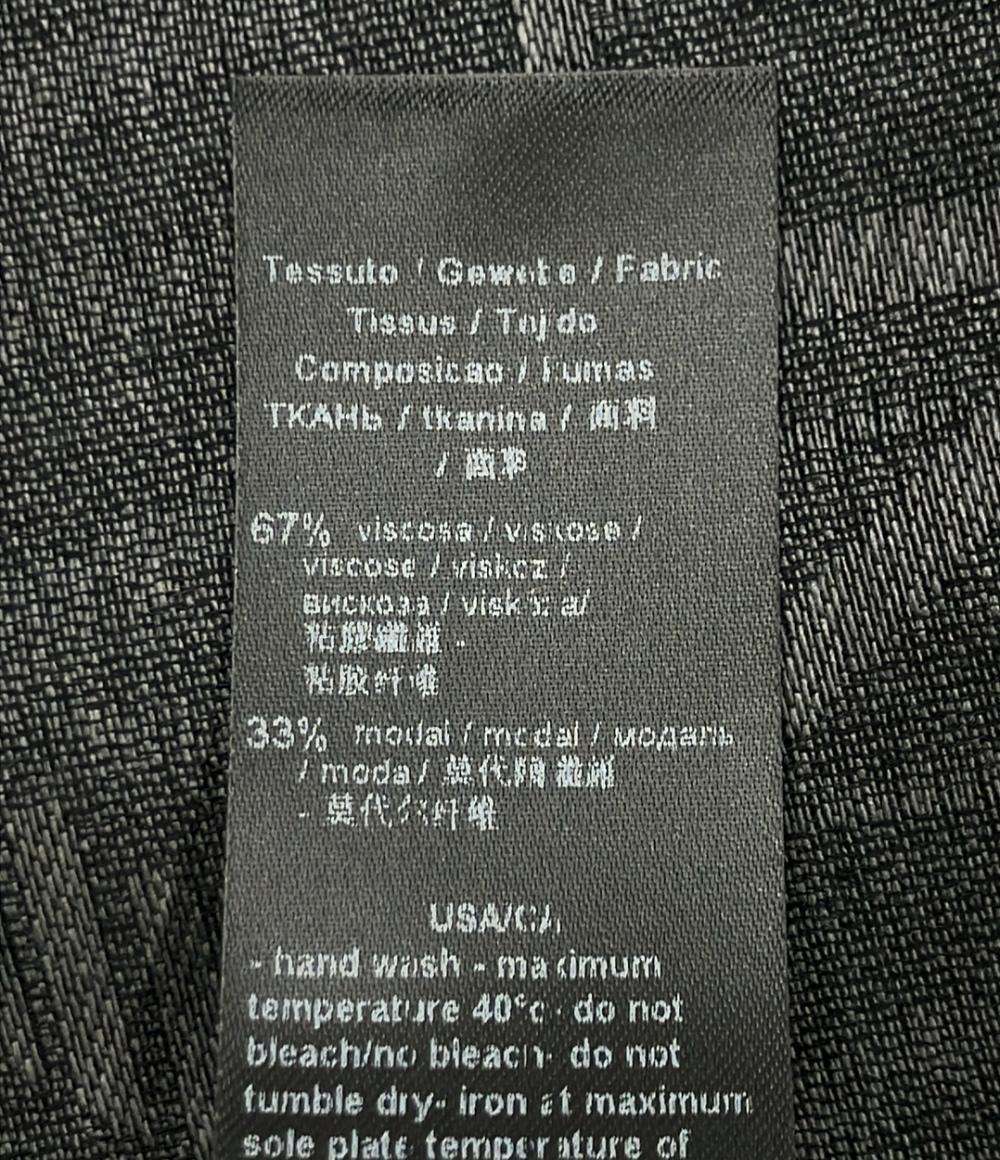 Tessuto / Gewebe / Fabric
Tissus / Tejido
Composicao / Kumas
ТКАНЬ / tkanina / 面料
/ 面料
67% viscosa / viskose /
viscose / viskoz /
вискоза / viskoza/
粘膠纖維 -
粘胶纤维
33% modal / modal / модаль
/ moda / 莫代爾纖維
- 莫代尔纤维
USA/CA
- hand wash - maximum
temperature 40°c - do not
bleach/no bleach- do not
tumble dry- iron at maximum
sole plate temperature of